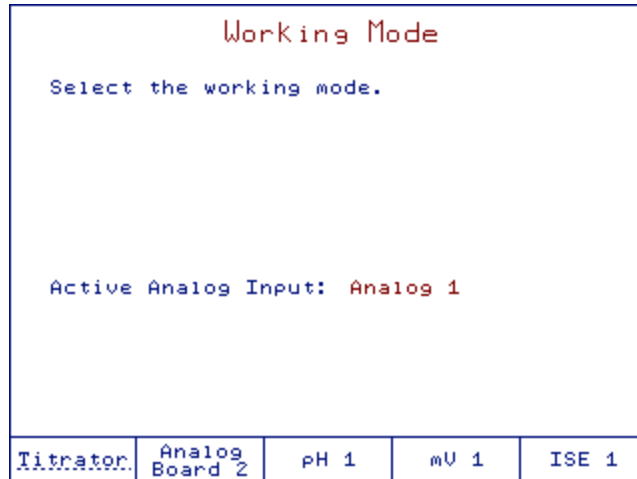 Working Mode
Select the working mode.
Active Analog Input: Analog 1
Titrator
Analog
Board 2
pH 1
mV 1
ISE 1